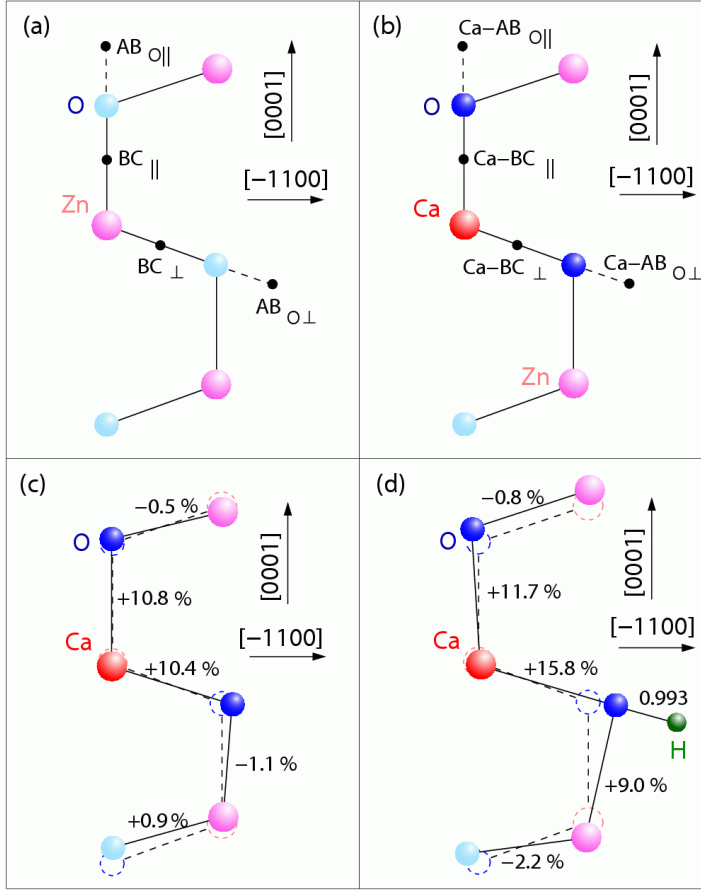 (a)
AB O||
O
[0001]
BC ||
[−1100]
Zn
BC ⊥
AB O⊥
(b)
Ca−AB O||
O
[0001]
Ca−BC ||
[−1100]
Ca
Ca−BC ⊥
Ca−AB O⊥
Zn
(c)
−0.5 %
O
[0001]
+10.8 %
[−1100]
Ca
+10.4 %
−1.1 %
+0.9 %
(d)
−0.8 %
O
[0001]
+11.7 %
[−1100]
Ca
+15.8 %
0.993
H
+9.0 %
−2.2 %